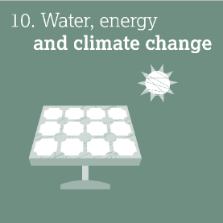 10. Water, energy
and climate change